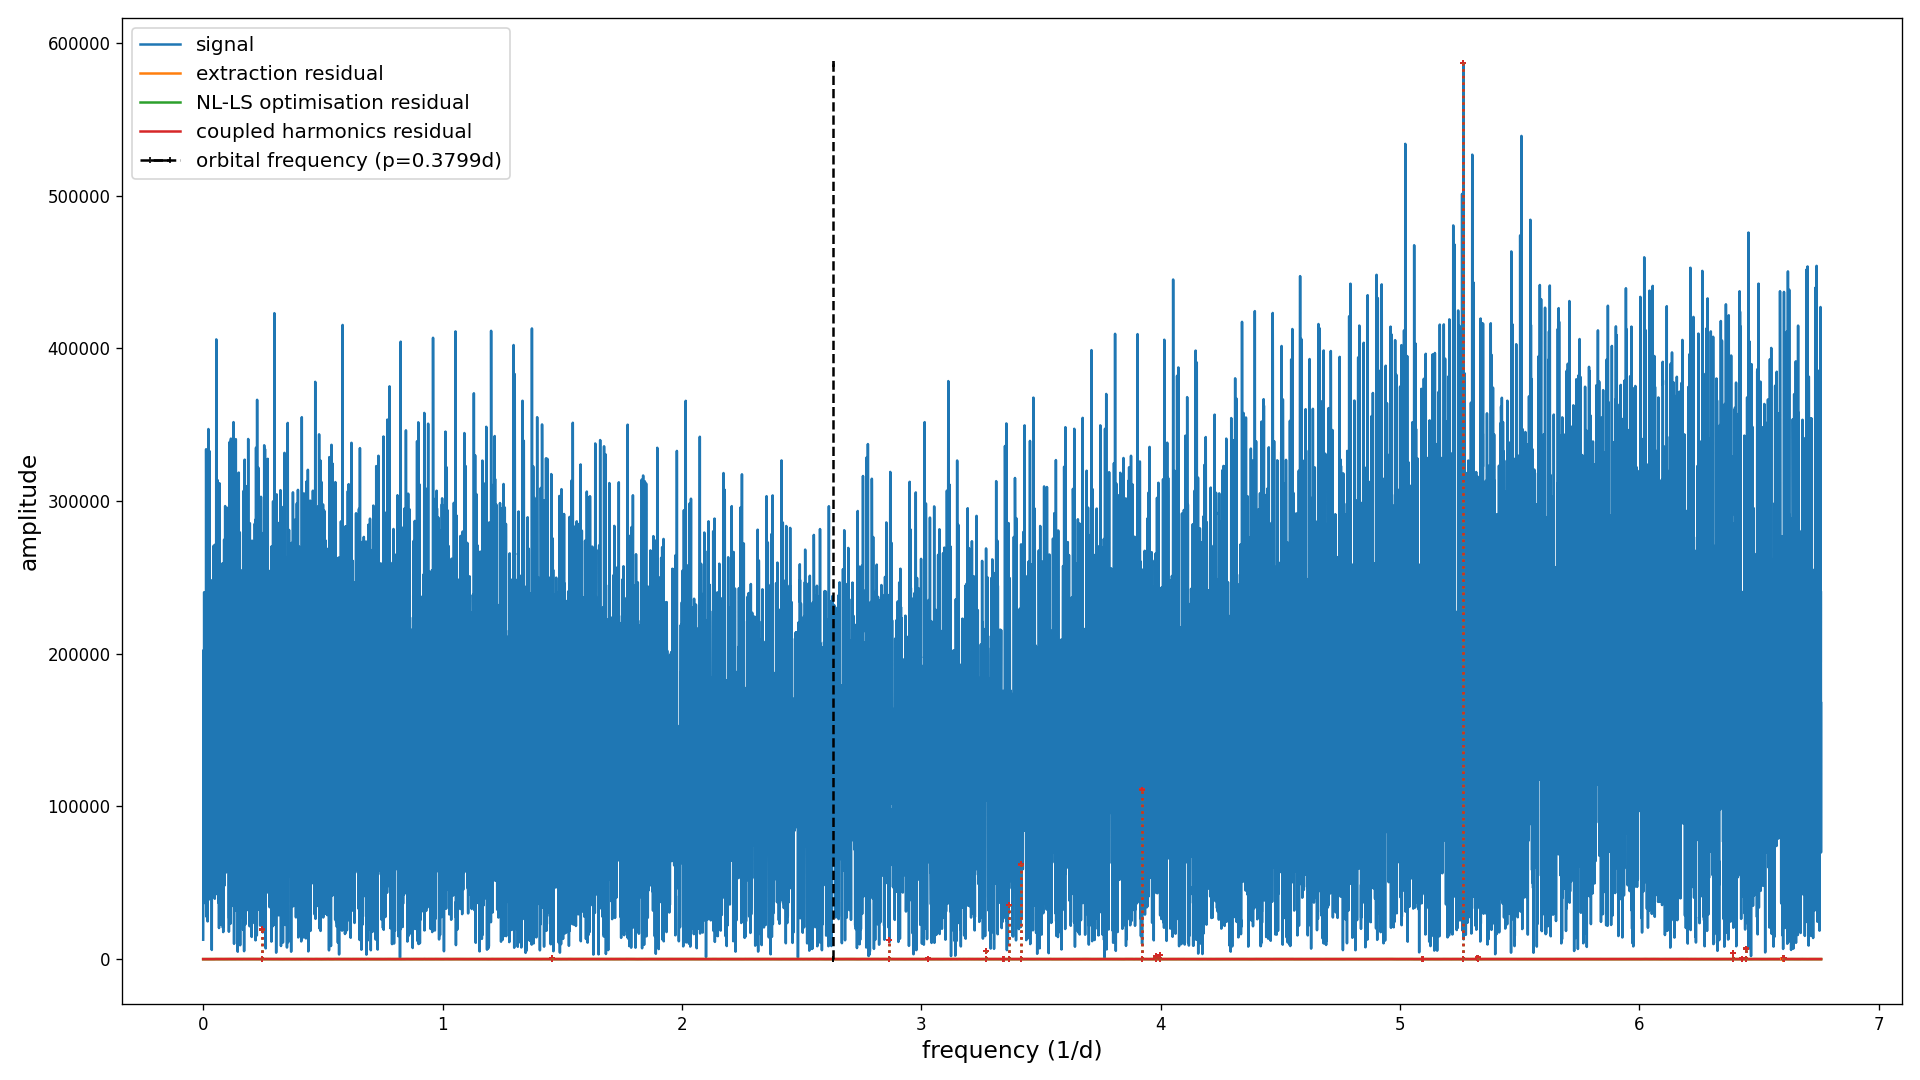 signal
extraction residual
NL-LS optimisation residual
coupled harmonics residual
orbital frequency (p=0.3799d)
600000
500000
400000
300000
200000
100000
0
amplitude
0 1 2 3 4 5 6 7
frequency (1/d)